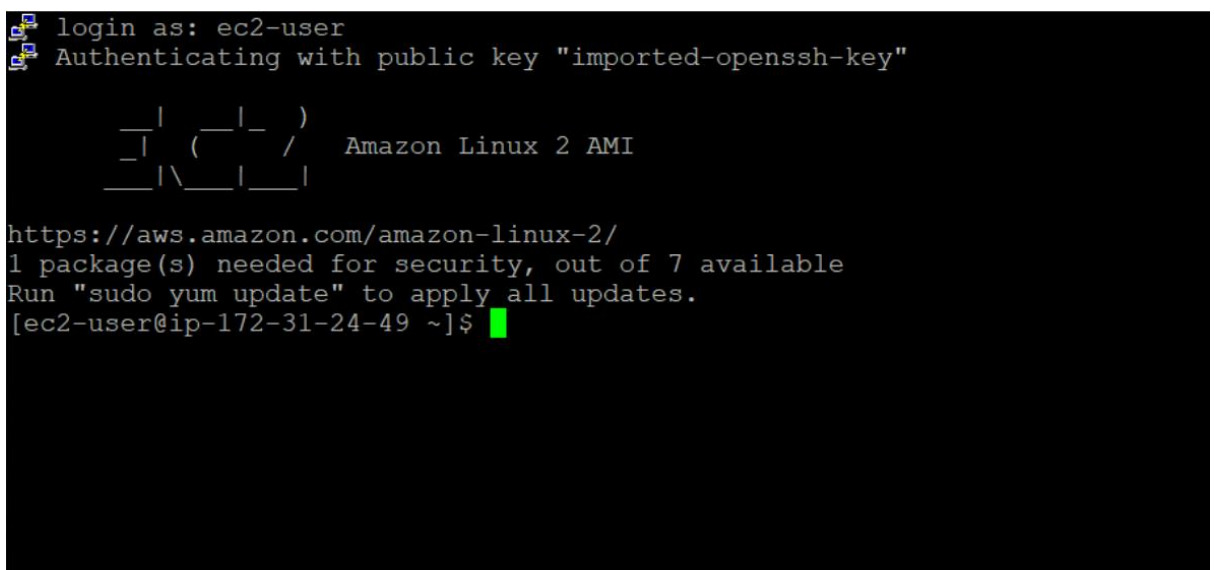 login as: ec2-user
Authenticating with public key "imported-openssh-key"
       __|  __|_  )
       _|  (     /   Amazon Linux 2 AMI
      ___|\___|___|
https://aws.amazon.com/amazon-linux-2/
1 package(s) needed for security, out of 7 available
Run "sudo yum update" to apply all updates.
[ec2-user@ip-172-31-24-49 ~]$